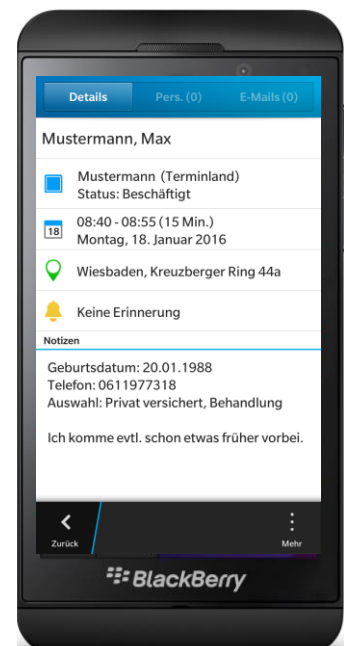 Details Pers. (0) E-Mails (0)
Mustermann, Max
Mustermann (Terminland)
Status: Beschäftigt
18
08:40 - 08:55 (15 Min.)
Montag, 18. Januar 2016
Wiesbaden, Kreuzberger Ring 44a
Keine Erinnerung
Notizen
Geburtsdatum: 20.01.1988
Telefon: 0611977318
Auswahl: Privat versichert, Behandlung
Ich komme evtl. schon etwas früher vorbei.
Zurück Mehr
BlackBerry